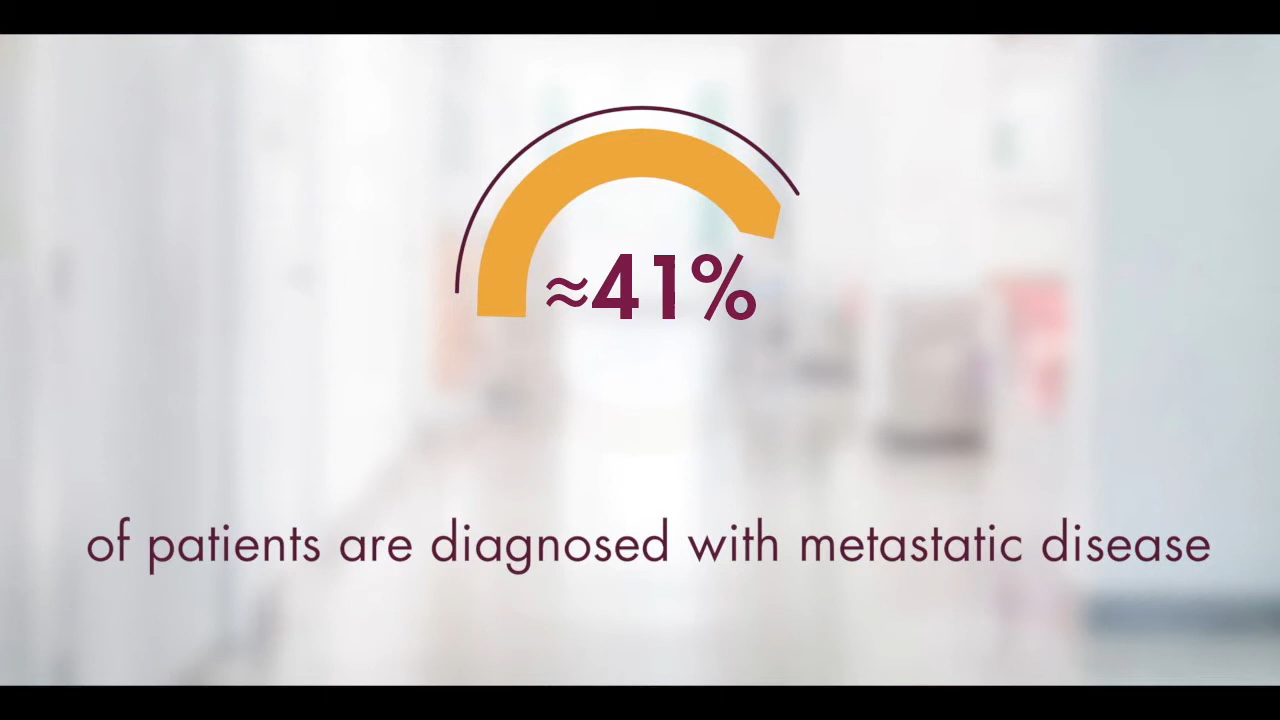 ≈41%
of patients are diagnosed with metastatic disease